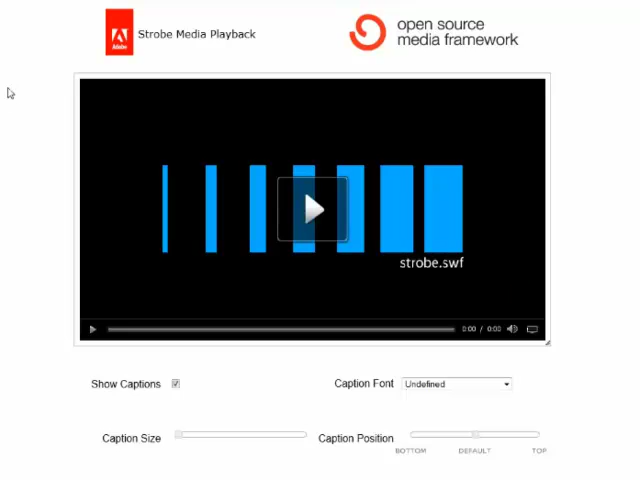 Adobe
Strobe Media Playback
open source
media framework
strobe.swf
0:00 / 0:00
Show Captions
Caption Font
Undefined
Caption Size
Caption Position
BOTTOM
DEFAULT
TOP